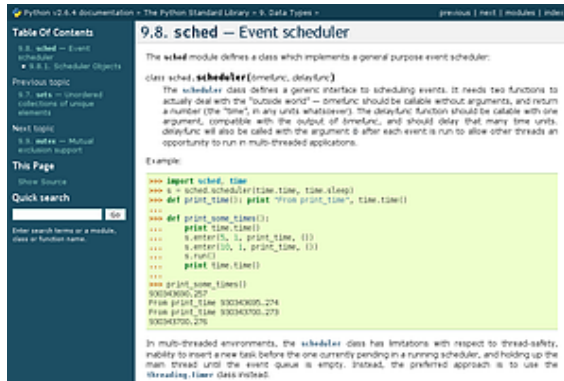 Python v2.6.4 documentation » The Python Standard Library » 9. Data Types »
previous | next | modules | index
Table Of Contents
9.8. sched — Event
scheduler
9.8.1. Scheduler Objects
Previous topic
9.7. sets — Unordered
collections of unique
elements
Next topic
9.9. mutex — Mutual
exclusion support
This Page
Show Source
Quick search
Go
Enter search terms or a module,
class or function name.
9.8. sched — Event scheduler
The sched module defines a class which implements a general purpose event scheduler:
class sched.scheduler(timefunc, delayfunc)
The scheduler class defines a generic interface to scheduling events. It needs two functions to
actually deal with the "outside world" — timefunc should be callable without arguments, and return
a number (the "time", in any units whatsoever). The delayfunc function should be callable with one
argument, compatible with the output of timefunc, and should delay that many time units.
delayfunc will also be called with the argument 0 after each event is run to allow other threads an
opportunity to run in multi-threaded applications.
Example:
>>> import sched, time
>>> s = sched.scheduler(time.time, time.sleep)
>>> def print_time(): print "From print_time", time.time()
...
>>> def print_some_times():
... print time.time()
... s.enter(5, 1, print_time, ())
... s.enter(10, 1, print_time, ())
... s.run()
... print time.time()
...
>>> print_some_times()
930343690.257
From print_time 930343695.274
From print_time 930343700.273
930343700.276
In multi-threaded environments, the scheduler class has limitations with respect to thread-safety,
inability to insert a new task before the one currently pending in a running scheduler, and holding up the
main thread until the event queue is empty. Instead, the preferred approach is to use the
threading.Timer class instead.